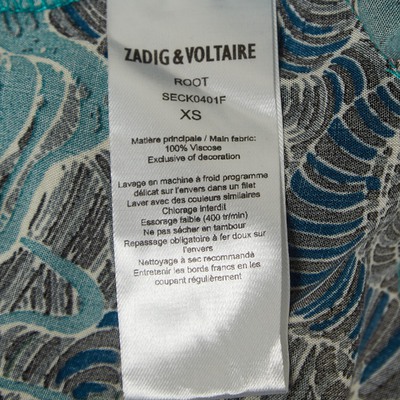 ZADIG & VOLTAIRE
ROOT
SECK0401F
XS
Matière principale / Main fabric:
100% Viscose
Exclusive of decoration
Lavage en machine à froid programme
délicat sur l'envers dans un filet
Laver avec des couleurs similaires
Chlorage interdit
Essorage faible (400 tr/min)
Ne pas sécher en tambour
Repassage obligatoire à fer doux sur
l'envers
Nettoyage à sec recommandé
Entretenir les bords francs en les
coupant régulièrement